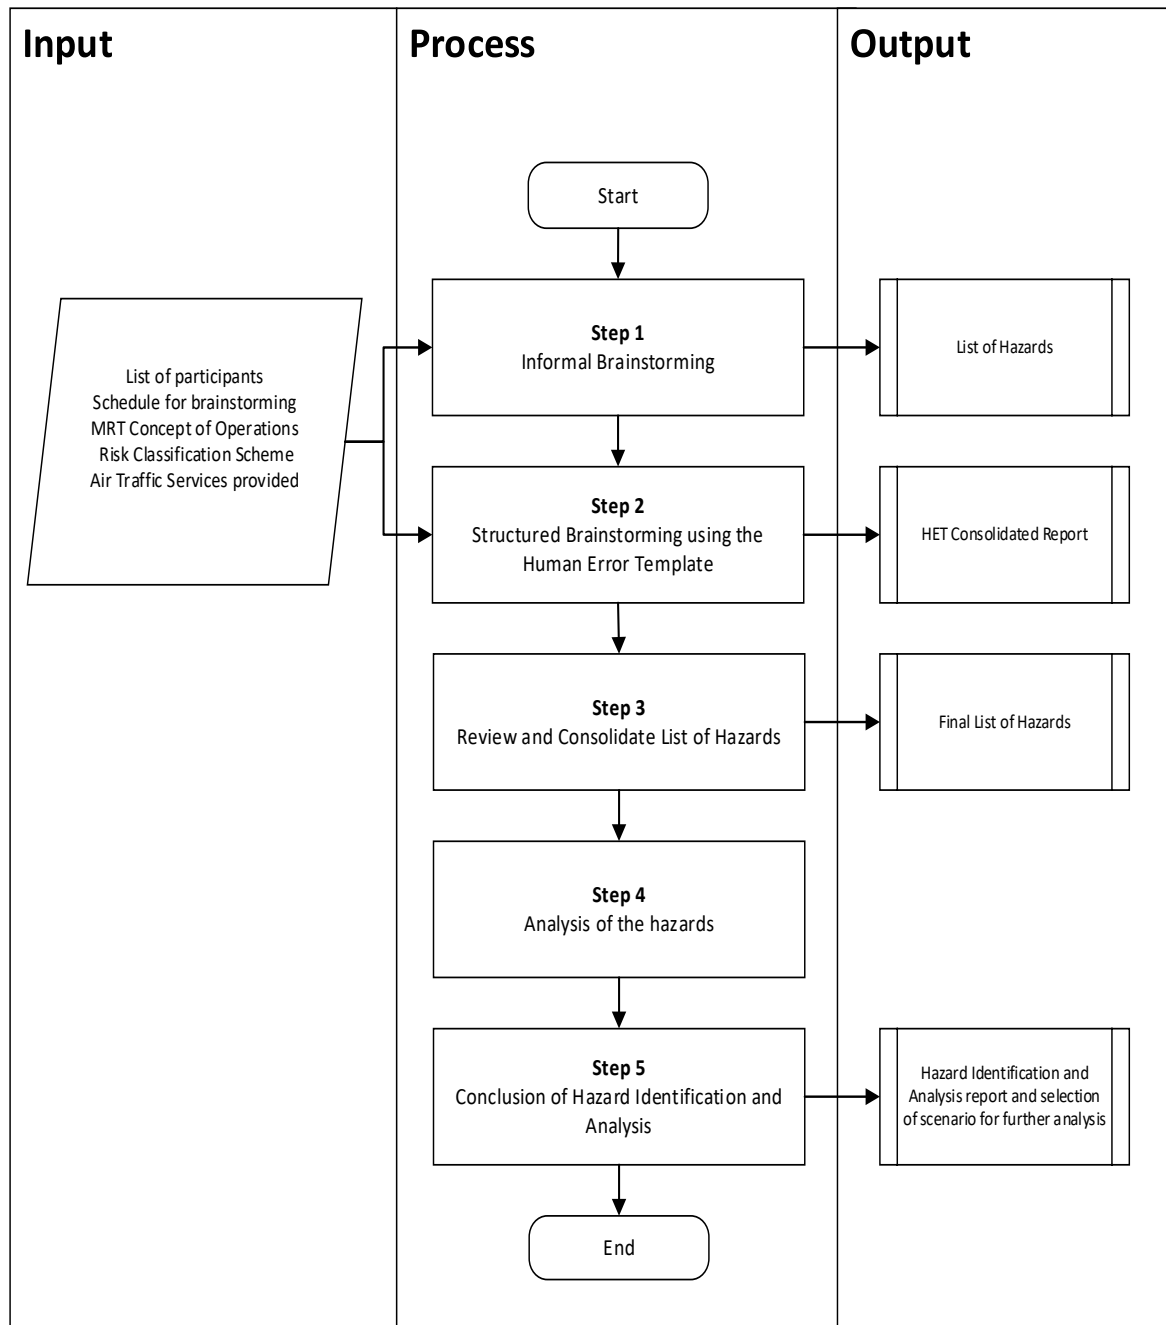 Input
Process
Output
Start
List of participants
Schedule for brainstorming
MRT Concept of Operations
Risk Classification Scheme
Air Traffic Services provided
Step 1
Informal Brainstorming
List of Hazards
Step 2
Structured Brainstorming using the
Human Error Template
HET Consolidated Report
Step 3
Review and Consolidate List of Hazards
Final List of Hazards
Step 4
Analysis of the hazards
Step 5
Conclusion of Hazard Identification and
Analysis
Hazard Identification and
Analysis report and selection
of scenario for further analysis
End